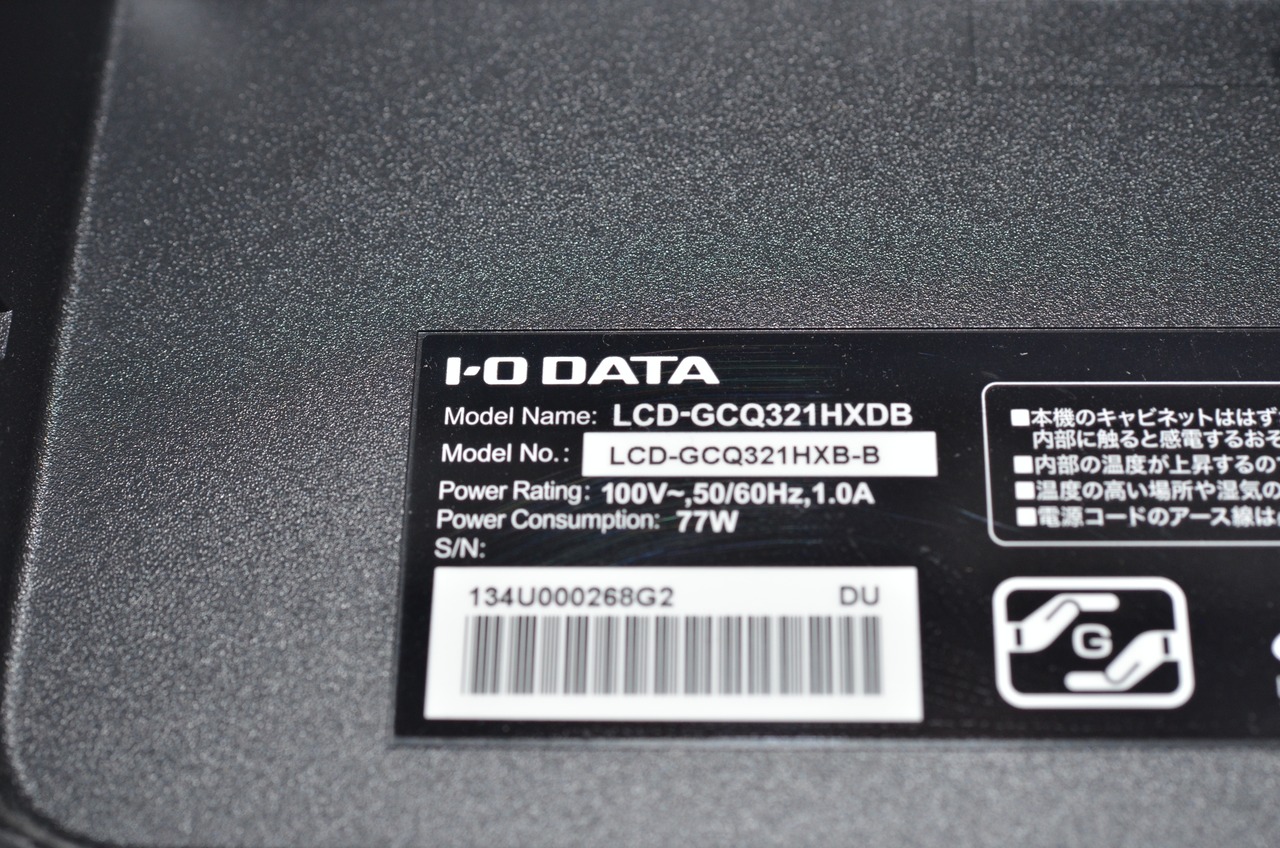 I-O DATA
Model Name: LCD-GCQ321HXDB
Model No.: LCD-GCQ321HXB-B
Power Rating: 100V~,50/60Hz,1.0A
Power Consumption: 77W
S/N:
134U000268G2 DU
■本機のキャビネットははず
内部に触ると感電するおそ
■内部の温度が上昇するので
■温度の高い場所や湿気の
■電源コードのアース線は
G